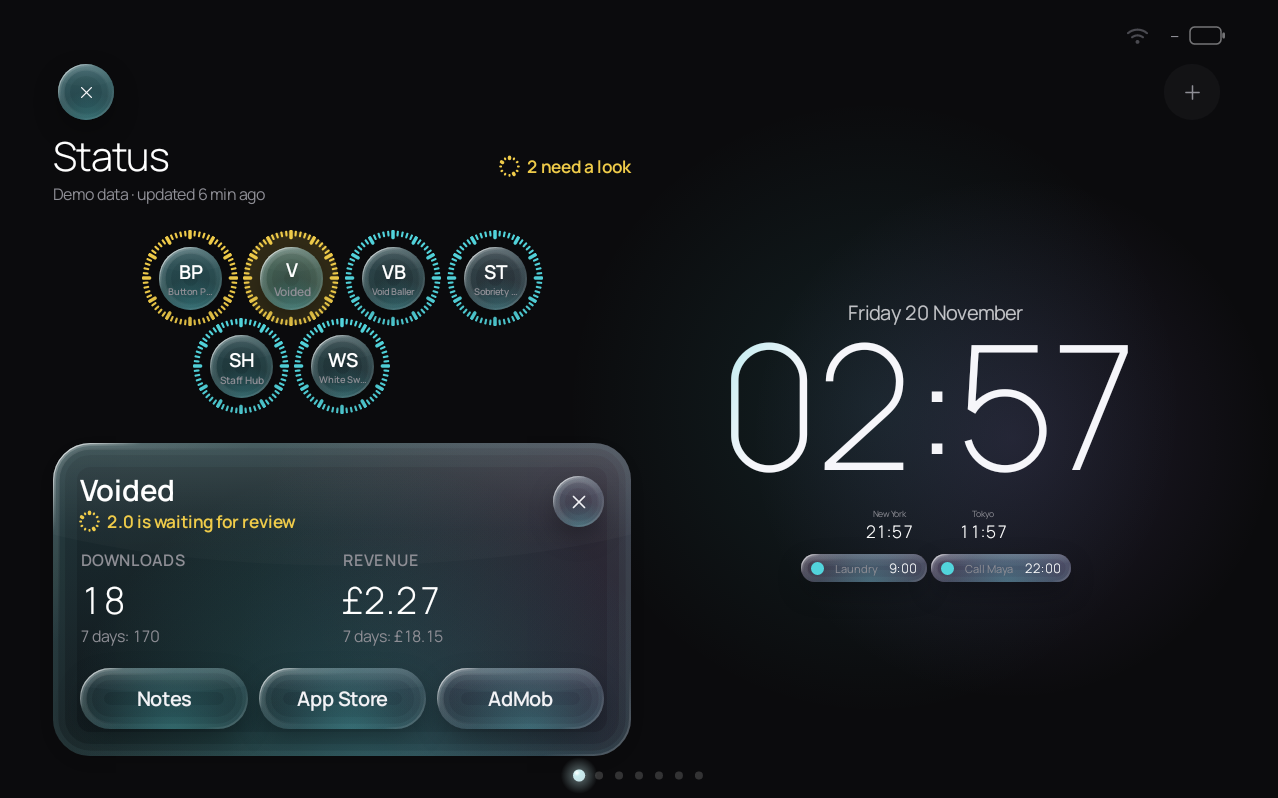 –
Status
2 need a look
Demo data · updated 6 min ago
BP
Button P...
V
Voided
VB
Void Baller
ST
Sobriety ...
SH
Staff Hub
WS
White Sw...
Voided
2.0 is waiting for review
DOWNLOADS
REVENUE
18
£2.27
7 days: 170
7 days: £18.15
Notes
App Store
AdMob
Friday 20 November
02:57
New York
Tokyo
21:57
11:57
Laundry 9:00
Call Maya 22:00